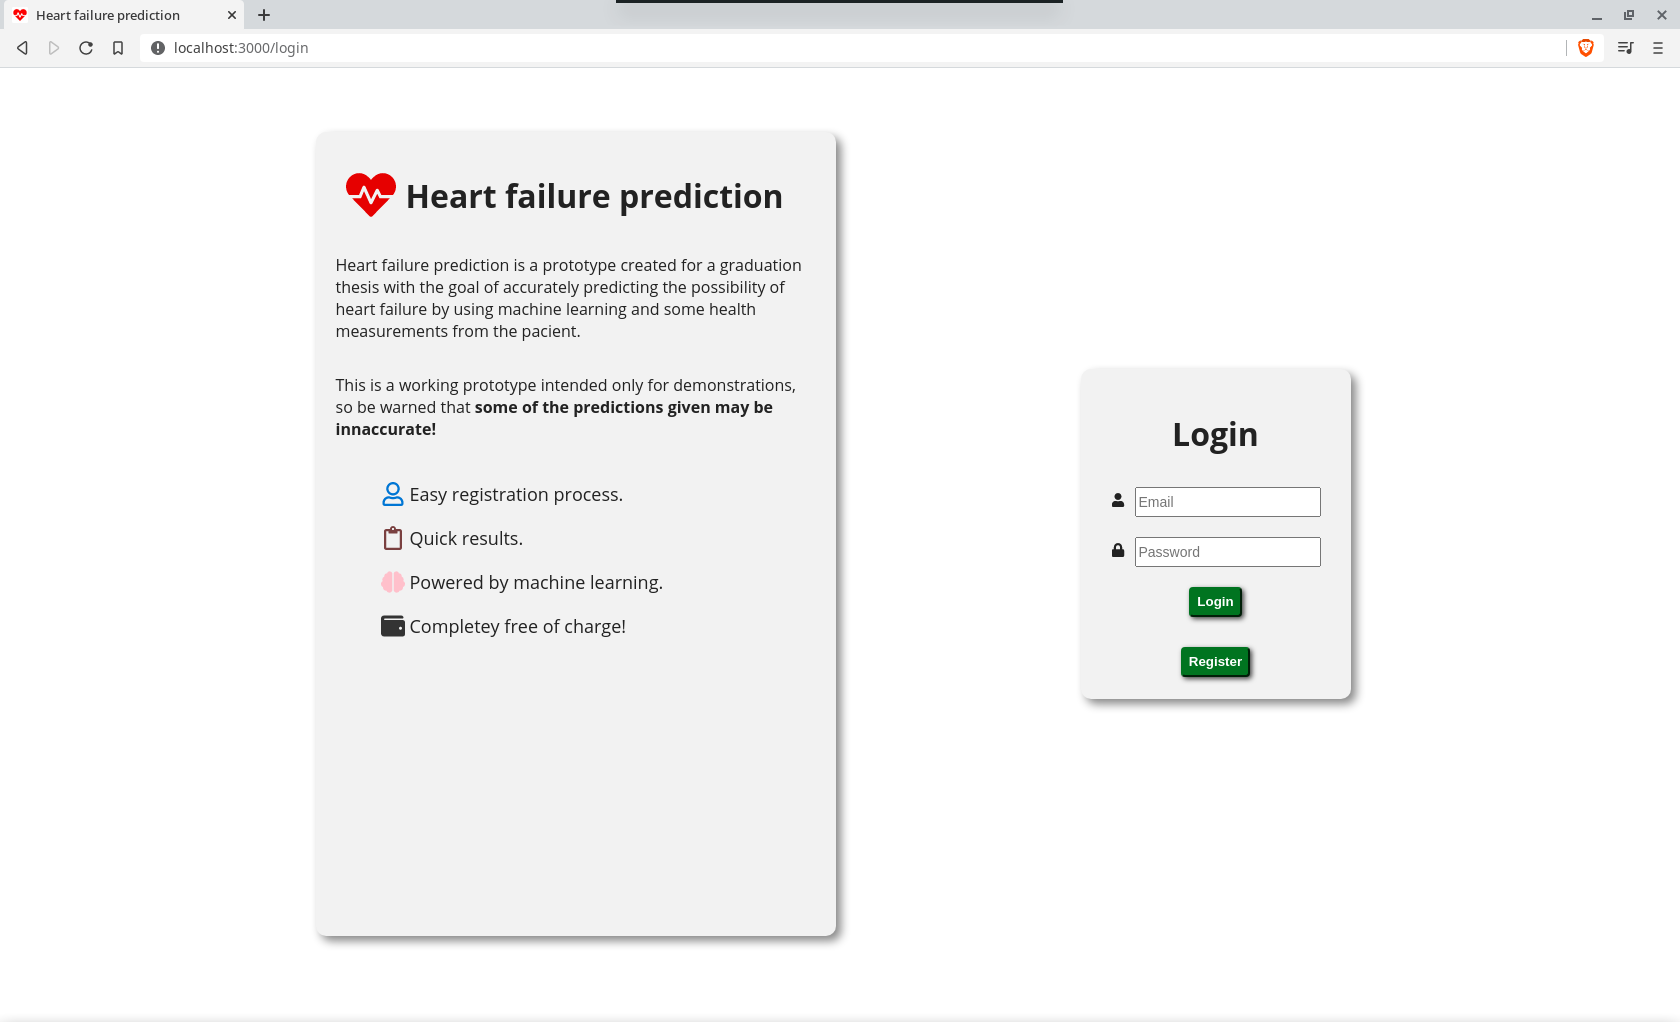 Heart failure prediction
localhost:3000/login
Heart failure prediction
Heart failure prediction is a prototype created for a graduation
thesis with the goal of accurately predicting the possibility of
heart failure by using machine learning and some health
measurements from the pacient.
This is a working prototype intended only for demonstrations,
so be warned that some of the predictions given may be
innaccurate!
Easy registration process.
Quick results.
Powered by machine learning.
Completey free of charge!
Login
Email
Password
Login
Register